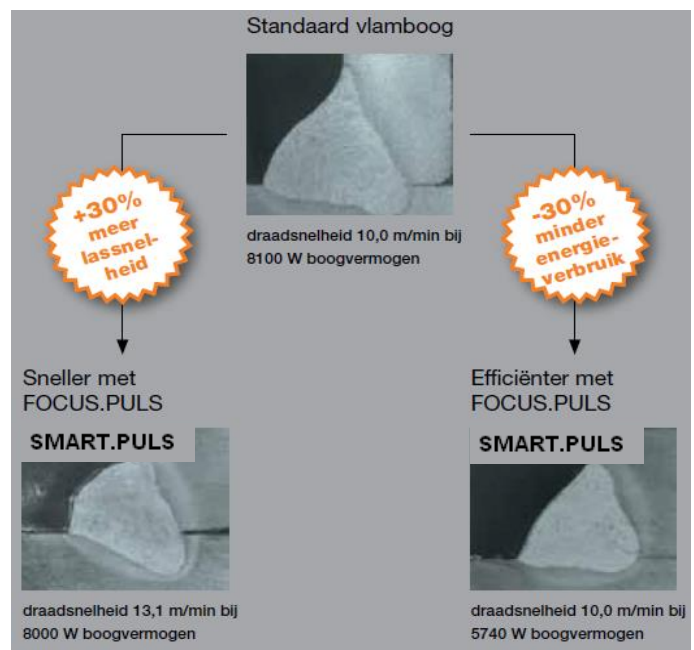 Standaard vlamboog
draadsnelheid 10,0 m/min bij
8100 W boogvermogen
+30%
meer
lassnel-
heid
-30%
minder
energie-
verbruik
Sneller met
FOCUS.PULS
SMART.PULS
draadsnelheid 13,1 m/min bij
8000 W boogvermogen
Efficiënter met
FOCUS.PULS
SMART.PULS
draadsnelheid 10,0 m/min bij
5740 W boogvermogen